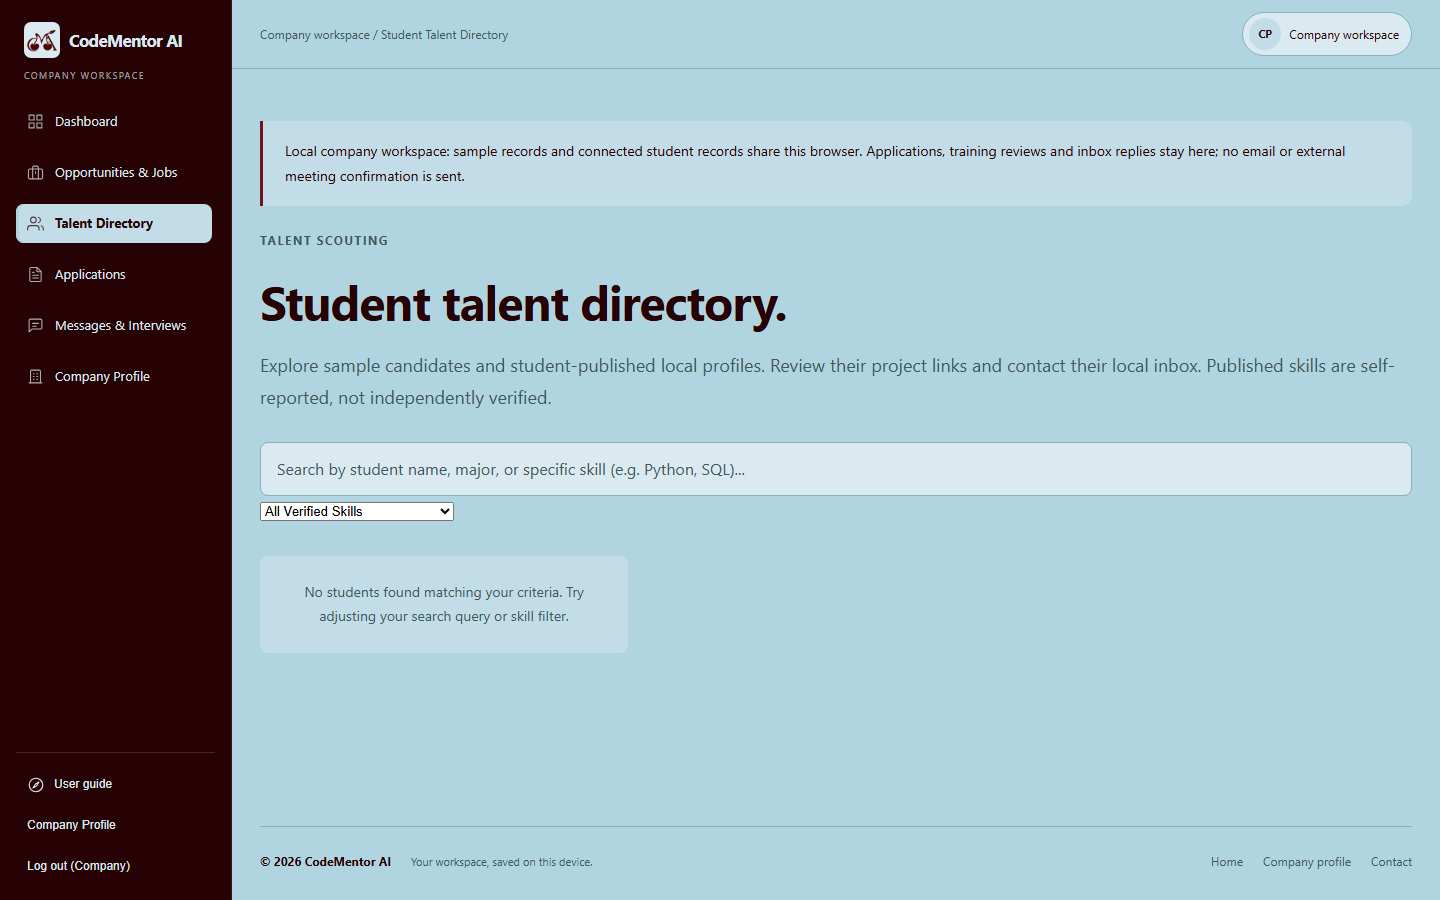 CodeMentor AI
COMPANY WORKSPACE
Dashboard
Opportunities & Jobs
Talent Directory
Applications
Messages & Interviews
Company Profile
User guide
Company Profile
Log out (Company)
Company workspace / Student Talent Directory
CP Company workspace
Local company workspace: sample records and connected student records share this browser. Applications, training reviews and inbox replies stay here; no email or external
meeting confirmation is sent.
TALENT SCOUTING
Student talent directory.
Explore sample candidates and student-published local profiles. Review their project links and contact their local inbox. Published skills are self-
reported, not independently verified.
Search by student name, major, or specific skill (e.g. Python, SQL)...
All Verified Skills
No students found matching your criteria. Try
adjusting your search query or skill filter.
© 2026 CodeMentor AI Your workspace, saved on this device.
Home Company profile Contact